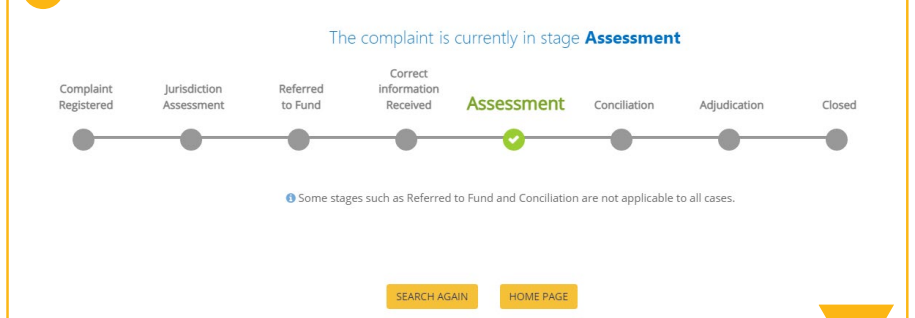 The complaint is currently in stage Assessment
Complaint
Registered
Jurisdiction
Assessment
Referred
to Fund
Correct
information
Received
Assessment
Conciliation
Adjudication
Closed
Some stages such as Referred to Fund and Conciliation are not applicable to all cases.
SEARCH AGAIN
HOME PAGE